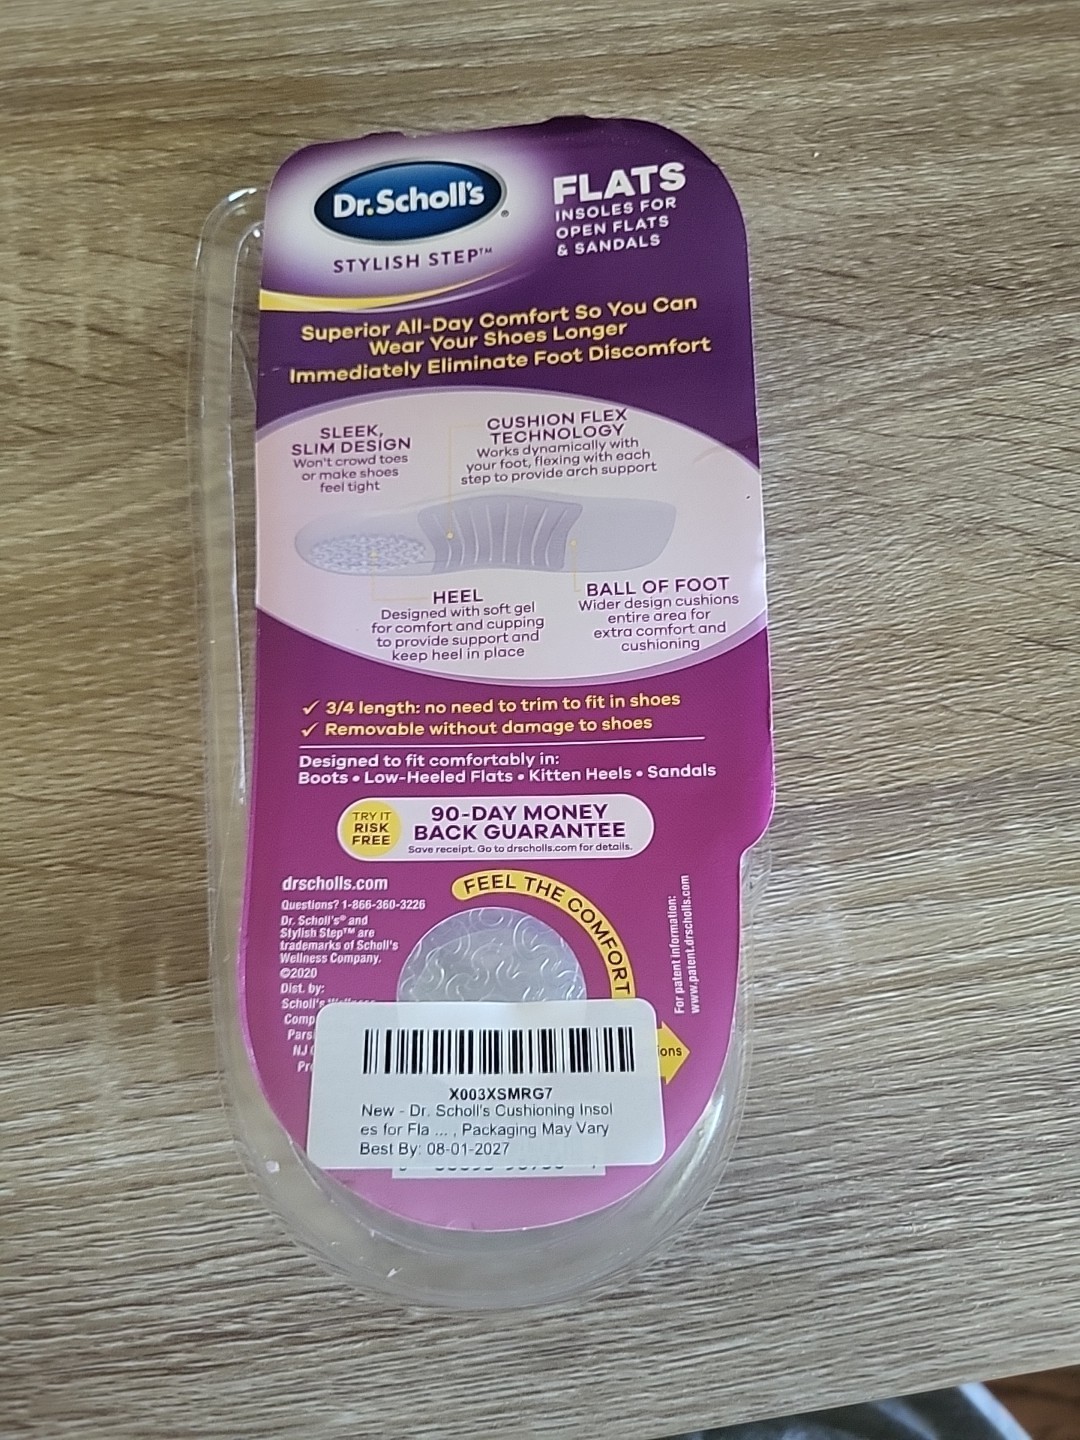 Dr.Scholl's®
STYLISH STEP™
FLATS
INSOLES FOR
OPEN FLATS
& SANDALS
Superior All-Day Comfort So You Can
Wear Your Shoes Longer
Immediately Eliminate Foot Discomfort
SLEEK,
SLIM DESIGN
Won't crowd toes
or make shoes
feel tight
CUSHION FLEX
TECHNOLOGY
Works dynamically with
your foot, flexing with each
step to provide arch support
HEEL
Designed with soft gel
for comfort and cupping
to provide support and
keep heel in place
BALL OF FOOT
Wider design cushions
entire area for
extra comfort and
cushioning
✓ 3/4 length: no need to trim to fit in shoes
✓ Removable without damage to shoes
Designed to fit comfortably in:
Boots • Low-Heeled Flats • Kitten Heels • Sandals
TRY IT
RISK
FREE
90-DAY MONEY
BACK GUARANTEE
Save receipt. Go to drscholls.com for details.
drscholls.com
Questions? 1-866-360-3226
Dr. Scholl's® and
Stylish Step™ are
trademarks of Scholl's
Wellness Company.
©2020
Dist. by:
Scholl's Wellness
Comp
Pars
NJ
Pr
FEEL THE COMFORT
For patent information:
www.patent.drscholls.com
ions
X003XSMRG7
New - Dr. Scholl's Cushioning Insol
es for Fla ... , Packaging May Vary
Best By: 08-01-2027